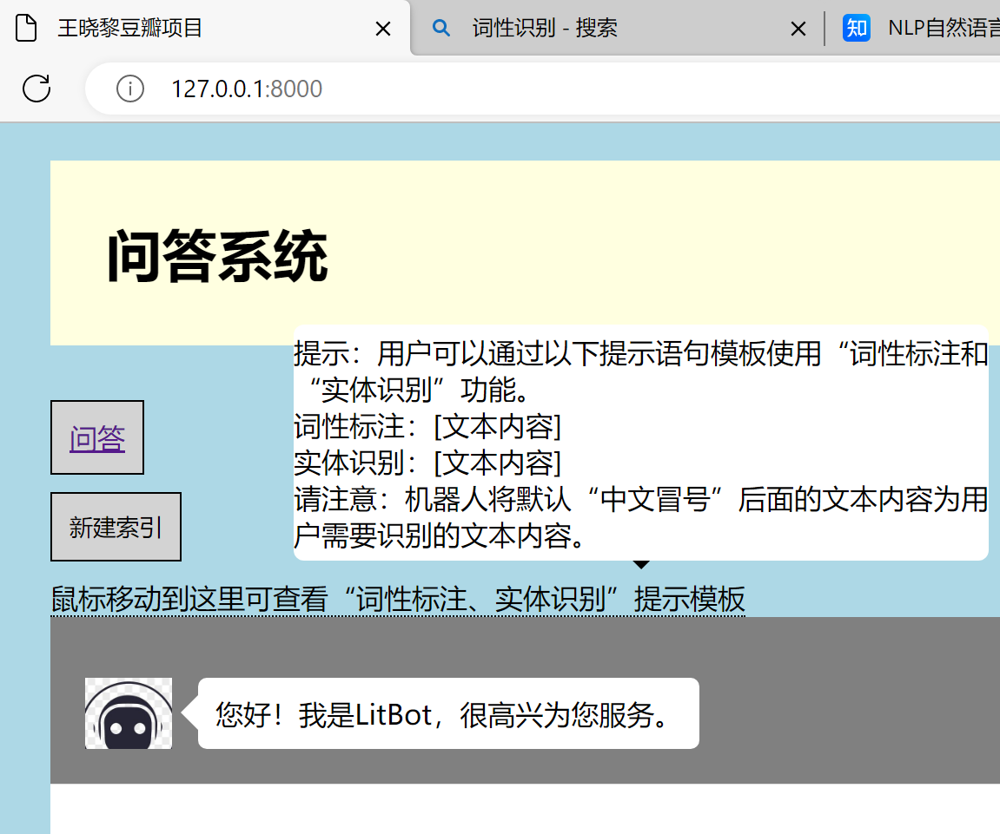 王晓黎豆瓣项目
词性识别 - 搜索
知 NLP自然语言
127.0.0.1:8000
问答系统
提示：用户可以通过以下提示语句模板使用“词性标注和
“实体识别”功能。
词性标注：[文本内容]
实体识别：[文本内容]
请注意：机器人将默认“中文冒号”后面的文本内容为用
户需要识别的文本内容。
问答
新建索引
鼠标移动到这里可查看“词性标注、实体识别”提示模板
您好！我是LitBot，很高兴为您服务。